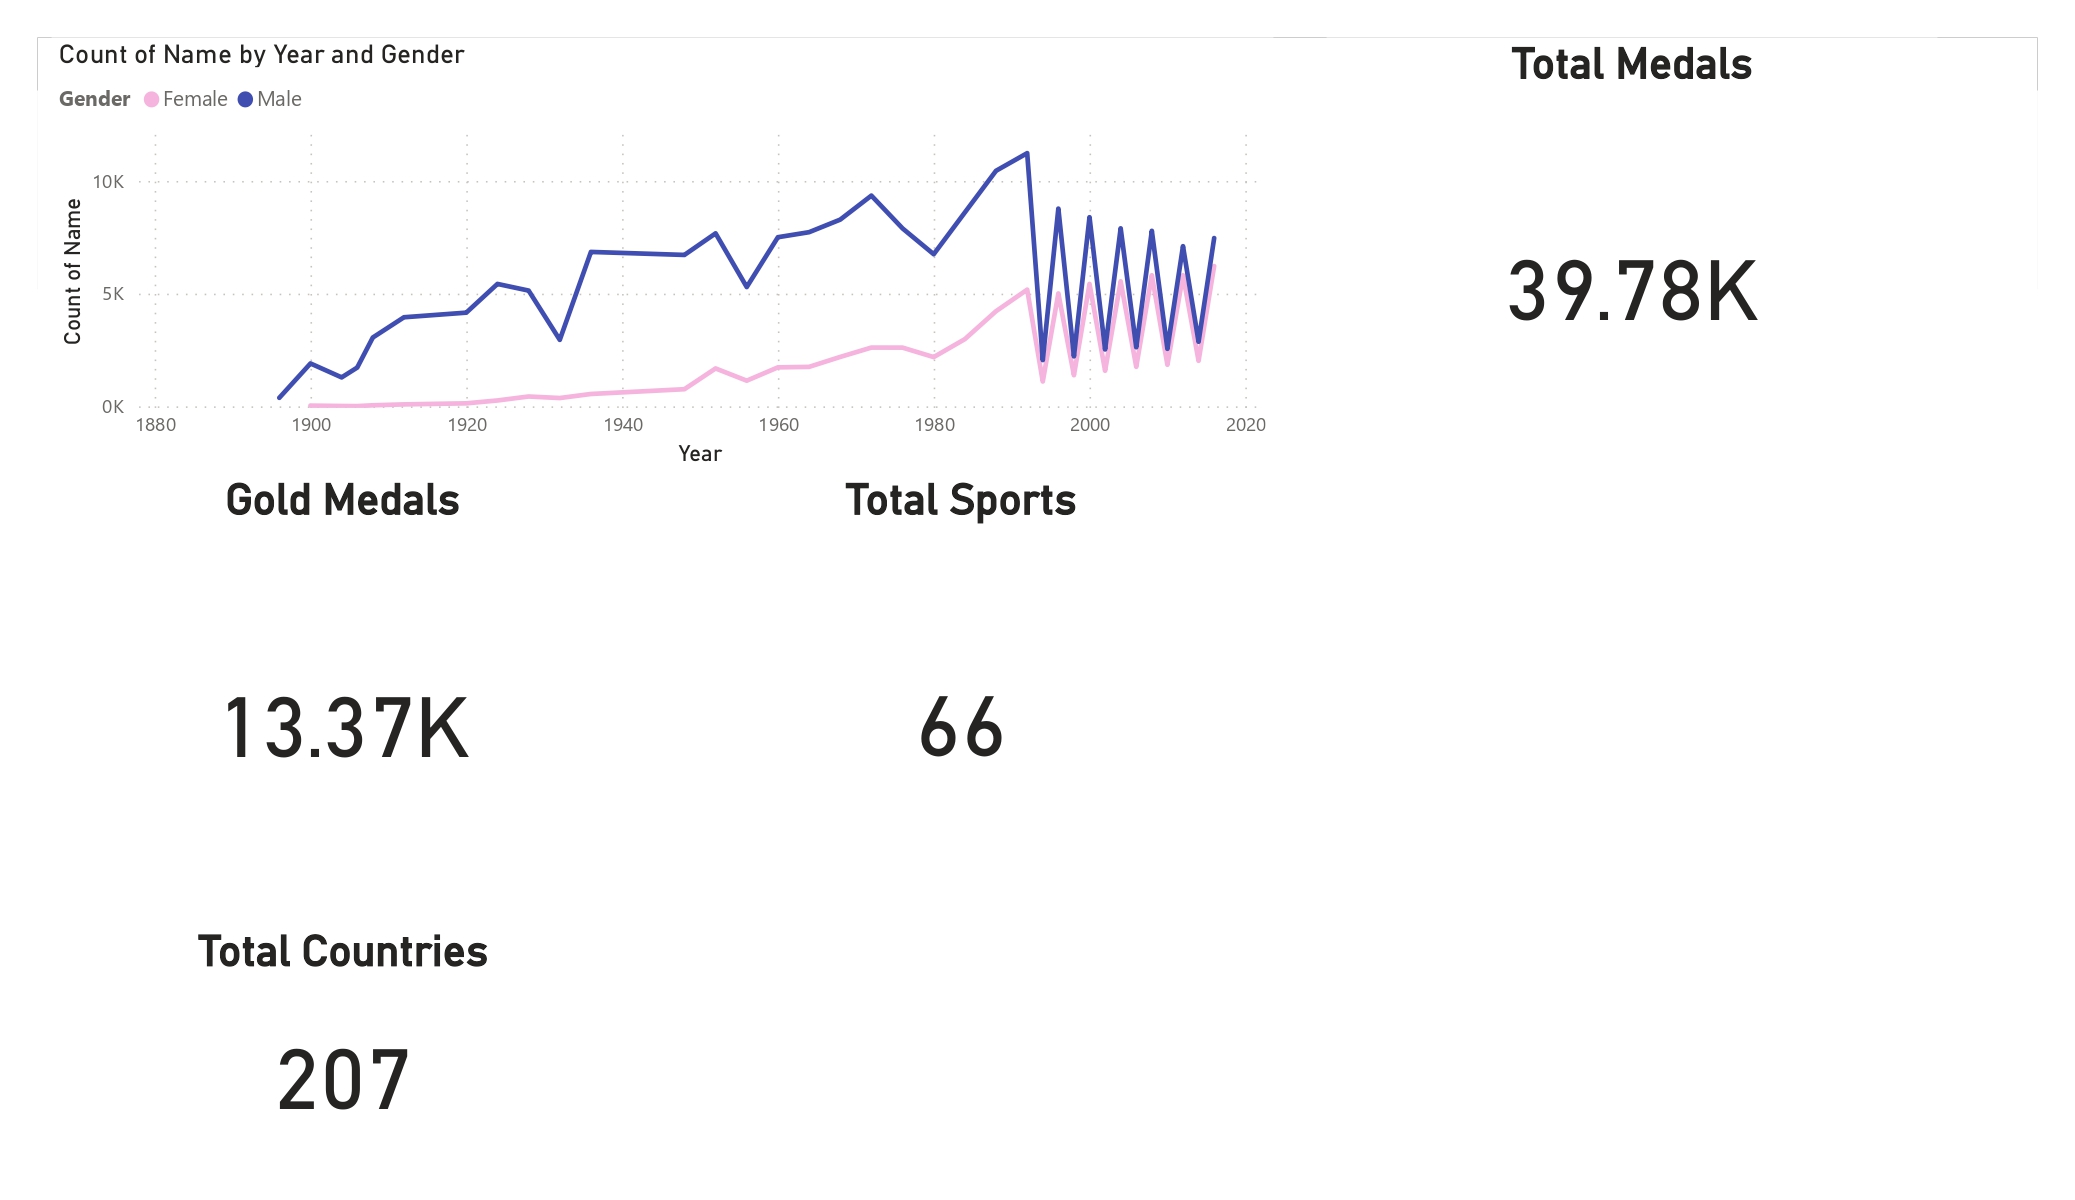 Count of Name by Year and Gender
Gender Female Male
Count of Name
10K
5K
0K
1880 1900 1920 1940 1960 1980 2000 2020
Year
Total Medals
39.78K
Gold Medals
13.37K
Total Sports
66
Total Countries
207